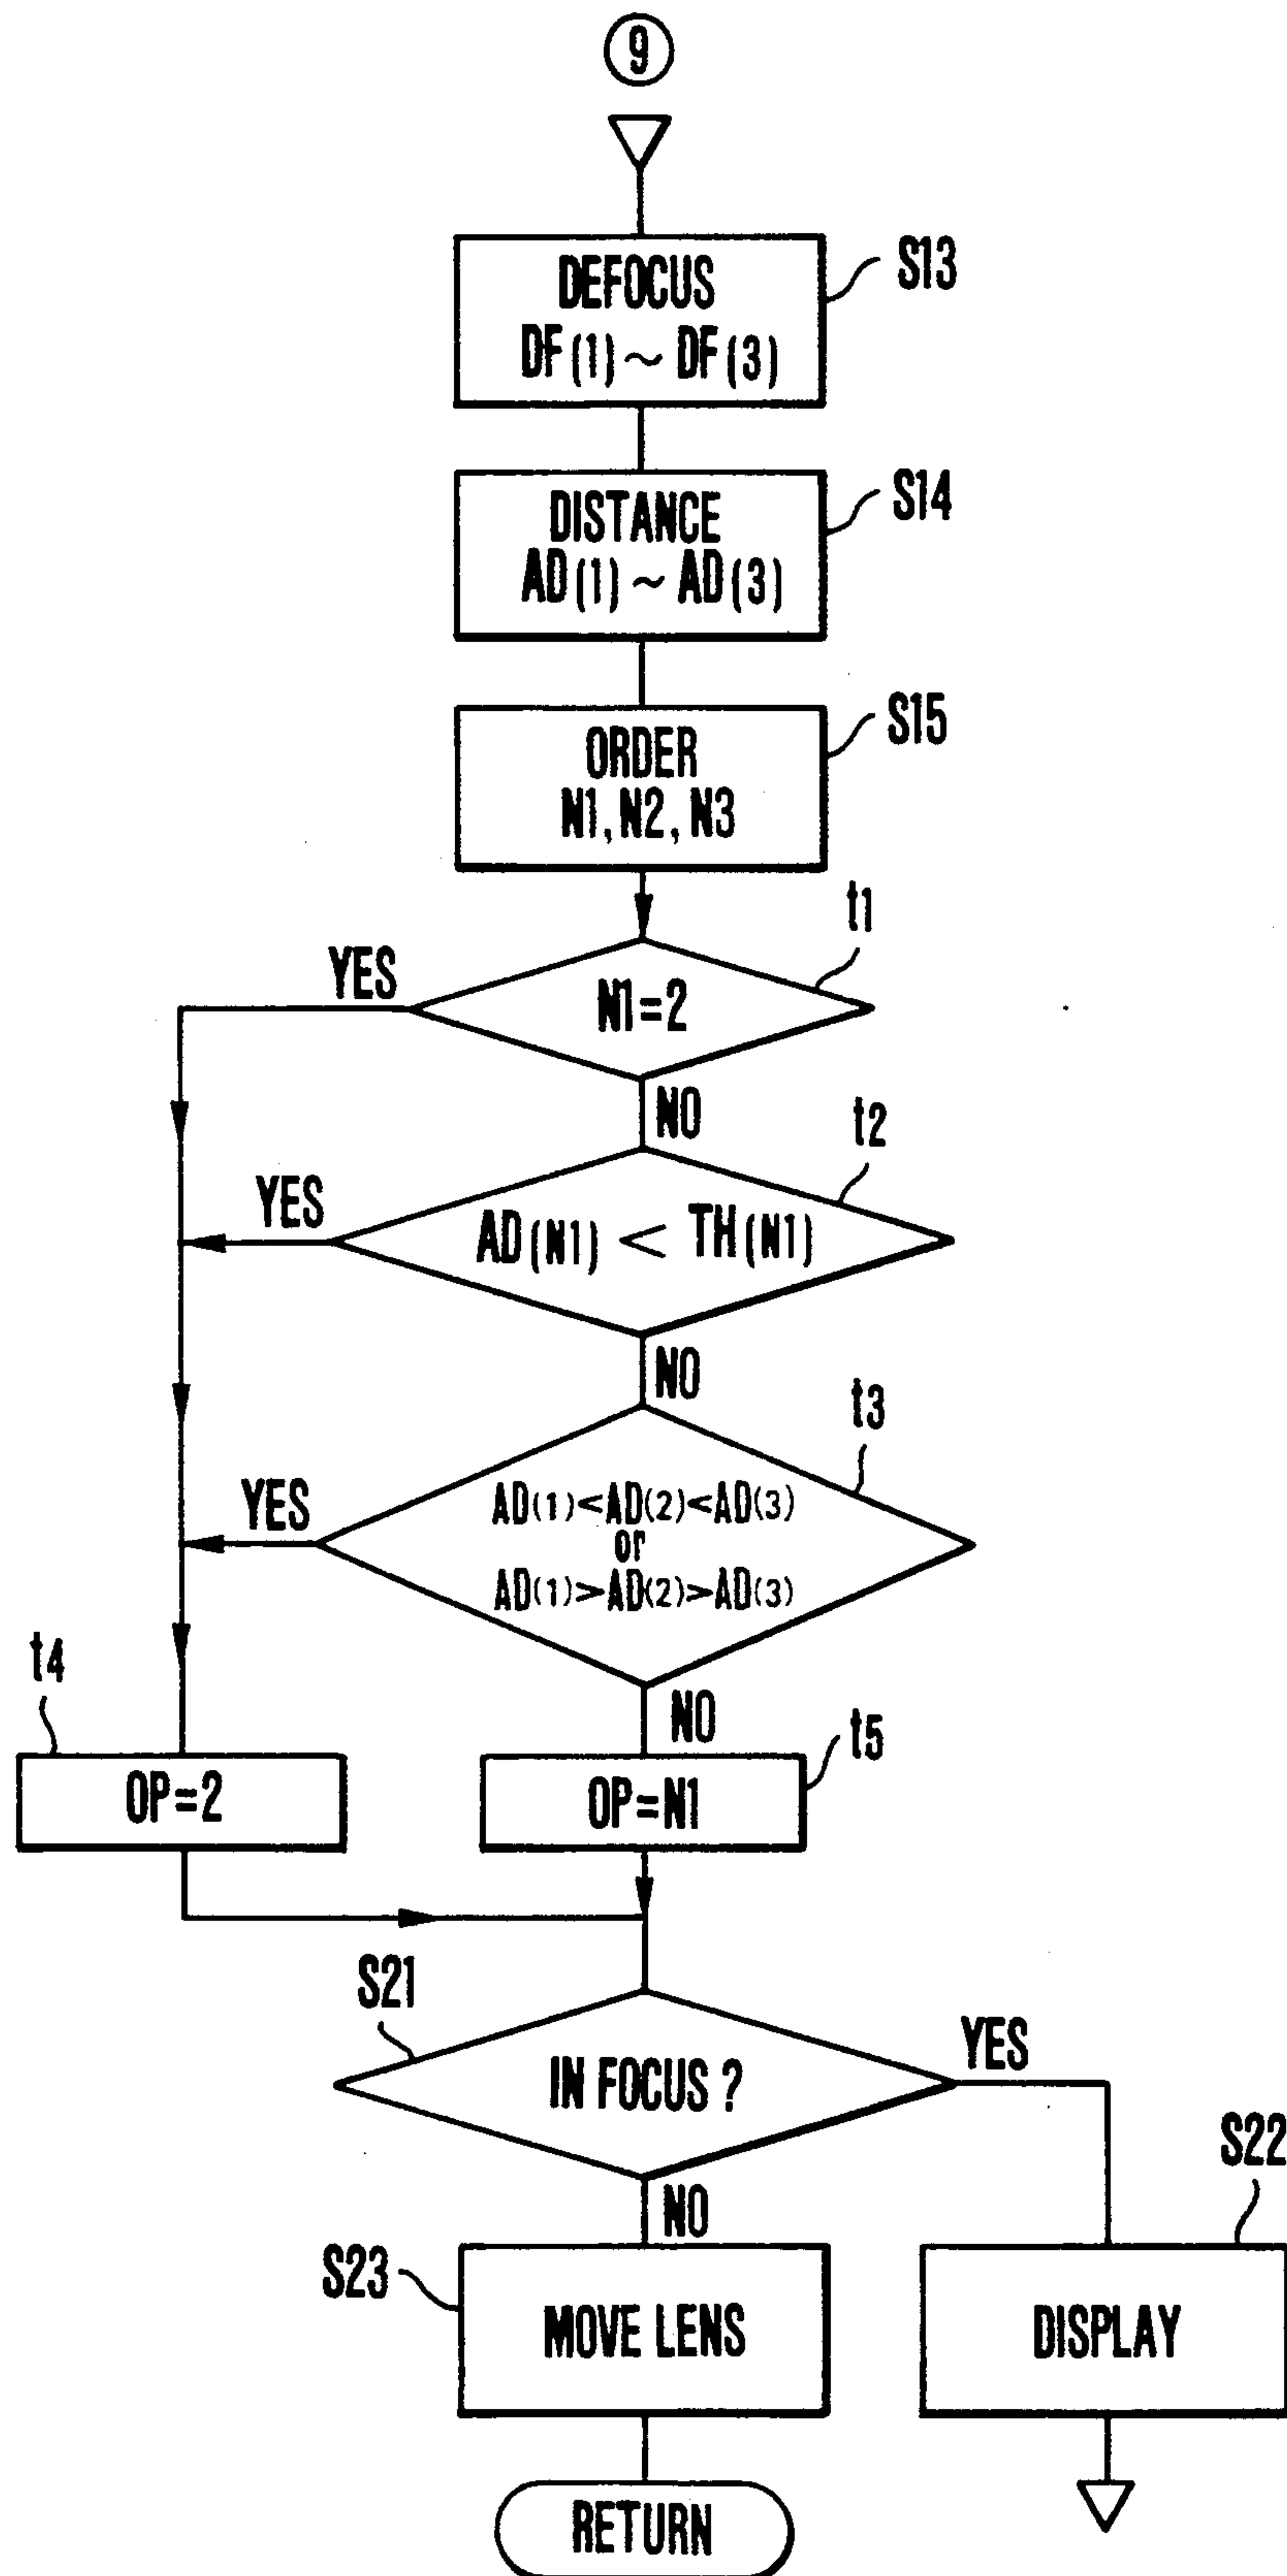 9
DEFOCUS
DF(1) ~ DF(3)
S13
DISTANCE
AD(1) ~ AD(3)
S14
ORDER
N1, N2, N3
S15
t1
YES
N1=2
NO
t2
YES
AD(N1) < TH(N1)
NO
t3
YES
AD(1)<AD(2)<AD(3)
or
AD(1)>AD(2)>AD(3)
NO
t4
OP=2
t5
OP=N1
S21
IN FOCUS ?
YES
NO
S22
S23
MOVE LENS
DISPLAY
RETURN